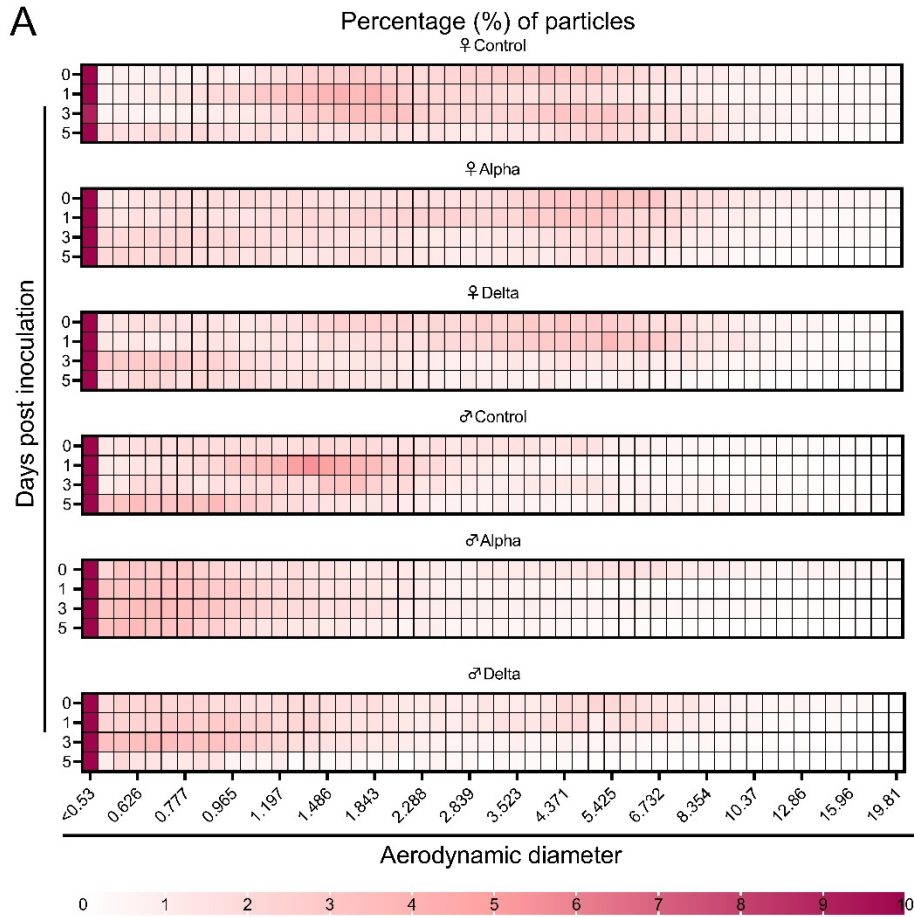 A
Percentage (%) of particles
♀Control
0
1
3
5
♀Alpha
0
1
3
5
♀Delta
0
1
3
5
♂Control
0
1
3
5
♂Alpha
0
1
3
5
♂Delta
0
1
3
5
Days post inoculation
<0.53 0.626 0.777 0.965 1.197 1.486 1.843 2.288 2.839 3.523 4.371 5.425 6.732 8.354 10.37 12.86 15.96 19.81
Aerodynamic diameter
0 1 2 3 4 5 6 7 8 9 10